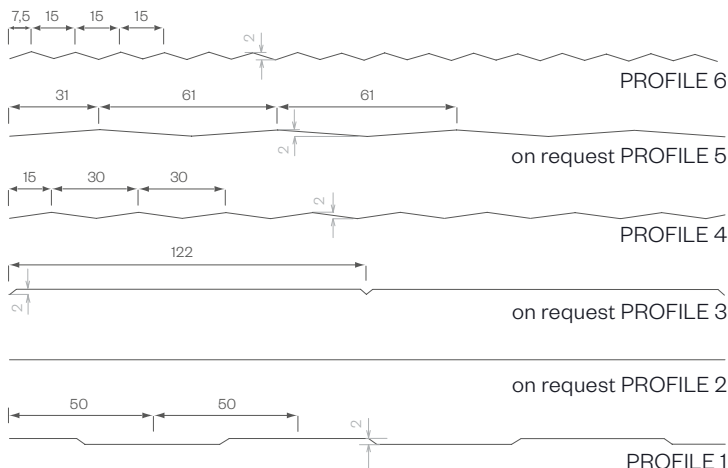 7,5 15 15 15
2
PROFILE 6
31 61 61
2
on request PROFILE 5
15 30 30
2
PROFILE 4
122
2
on request PROFILE 3
on request PROFILE 2
50 50
2
PROFILE 1